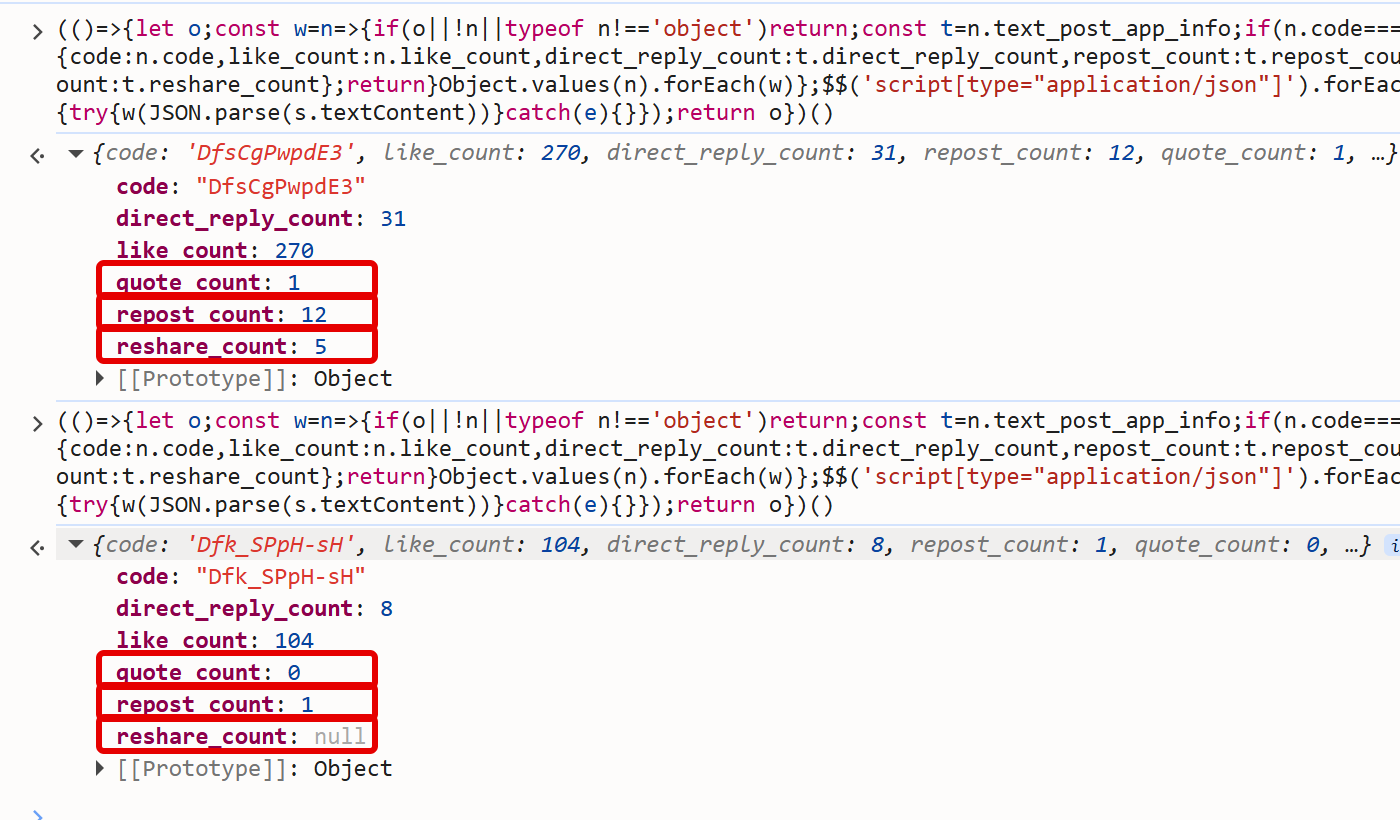 (()=>{let o;const w=n=>{if(o||!n||typeof n!=='object')return;const t=n.text_post_app_info;if(n.code===
{code:n.code,like_count:n.like_count,direct_reply_count:t.direct_reply_count,repost_count:t.repost_cou
ount:t.reshare_count};return}Object.values(n).forEach(w)};$$('script[type="application/json"]').forEac
{try{w(JSON.parse(s.textContent))}catch(e){}});return o})()
{code: 'DfsCgPwpdE3', like_count: 270, direct_reply_count: 31, repost_count: 12, quote_count: 1, …}
code: "DfsCgPwpdE3"
direct_reply_count: 31
like_count: 270
quote_count: 1
repost_count: 12
reshare_count: 5
[[Prototype]]: Object
(()=>{let o;const w=n=>{if(o||!n||typeof n!=='object')return;const t=n.text_post_app_info;if(n.code===
{code:n.code,like_count:n.like_count,direct_reply_count:t.direct_reply_count,repost_count:t.repost_cou
ount:t.reshare_count};return}Object.values(n).forEach(w)};$$('script[type="application/json"]').forEac
{try{w(JSON.parse(s.textContent))}catch(e){}});return o})()
{code: 'Dfk_SPpH-sH', like_count: 104, direct_reply_count: 8, repost_count: 1, quote_count: 0, …} i
code: "Dfk_SPpH-sH"
direct_reply_count: 8
like_count: 104
quote_count: 0
repost_count: 1
reshare_count: null
[[Prototype]]: Object